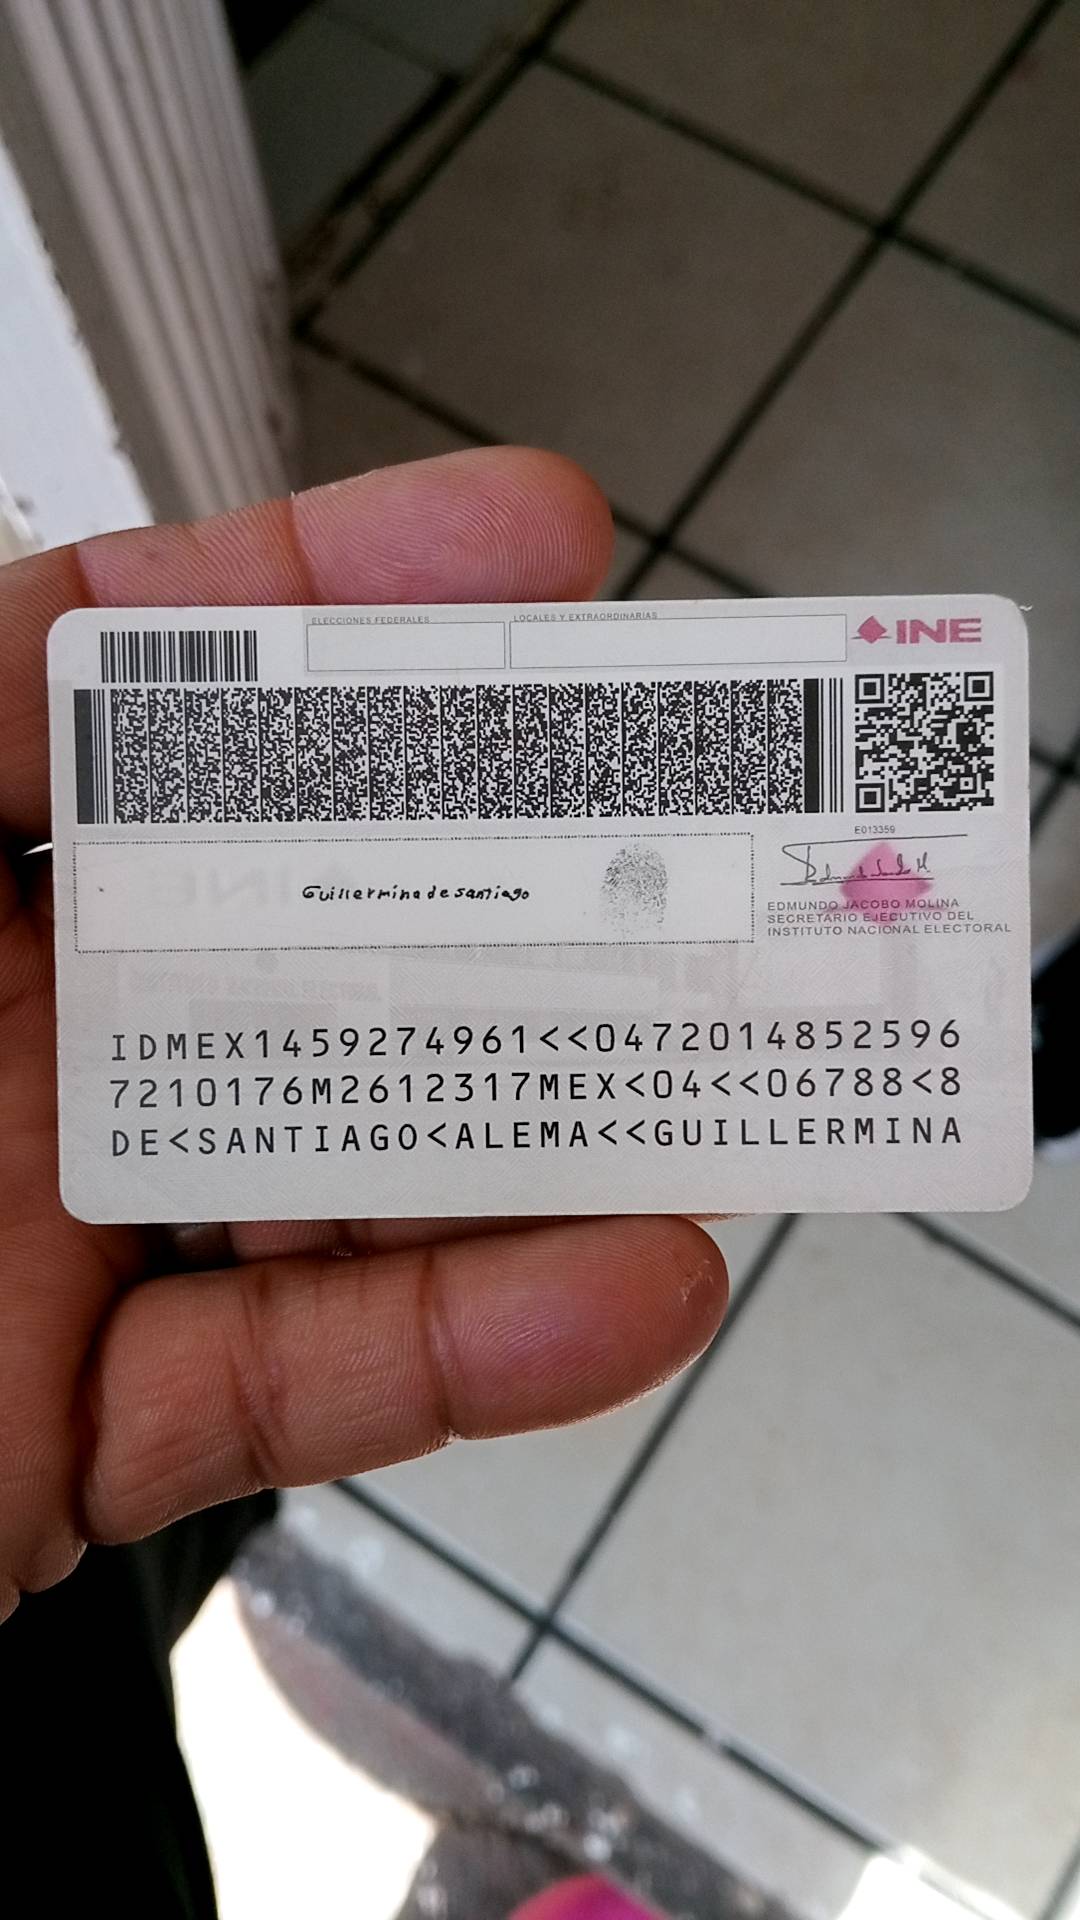 ELECCIONES FEDERALES
LOCALES Y EXTRAORDINARIAS
INE
E013359
Guillermina de santiago
EDMUNDO JACOBO MOLINA
SECRETARIO EJECUTIVO DEL
INSTITUTO NACIONAL ELECTORAL
IDMEX1459274961<<0472014852596
7210176M2612317MEX<04<<06788<8
DE<SANTIAGO<ALEMA<<GUILLERMINA